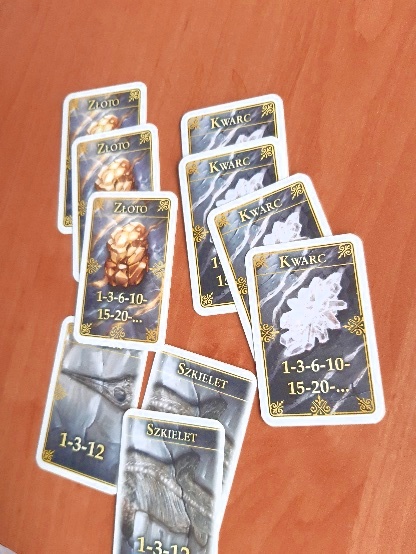 ZŁOTO
ZŁOTO
ZŁOTO
1-3-6-10-
15-20-...
KWARC
KWARC
KWARC
KWARC
1-3-6-10-
15-20-...
1-3-12
SZKIELET
SZKIELET
1-3-12